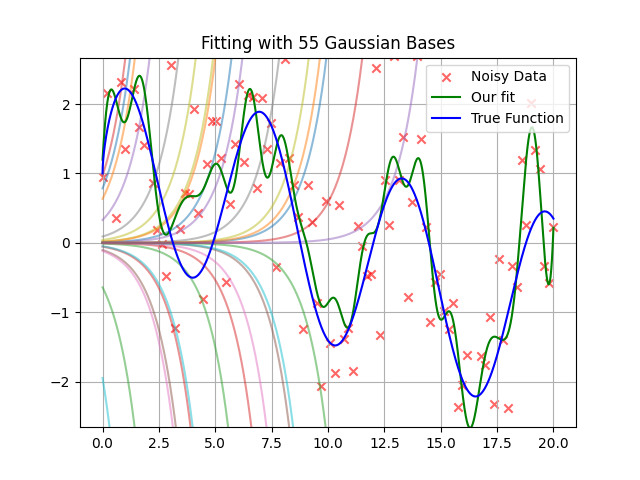 Fitting with 55 Gaussian Bases
Noisy Data
Our fit
True Function
2
1
0
−1
−2
0.0 2.5 5.0 7.5 10.0 12.5 15.0 17.5 20.0